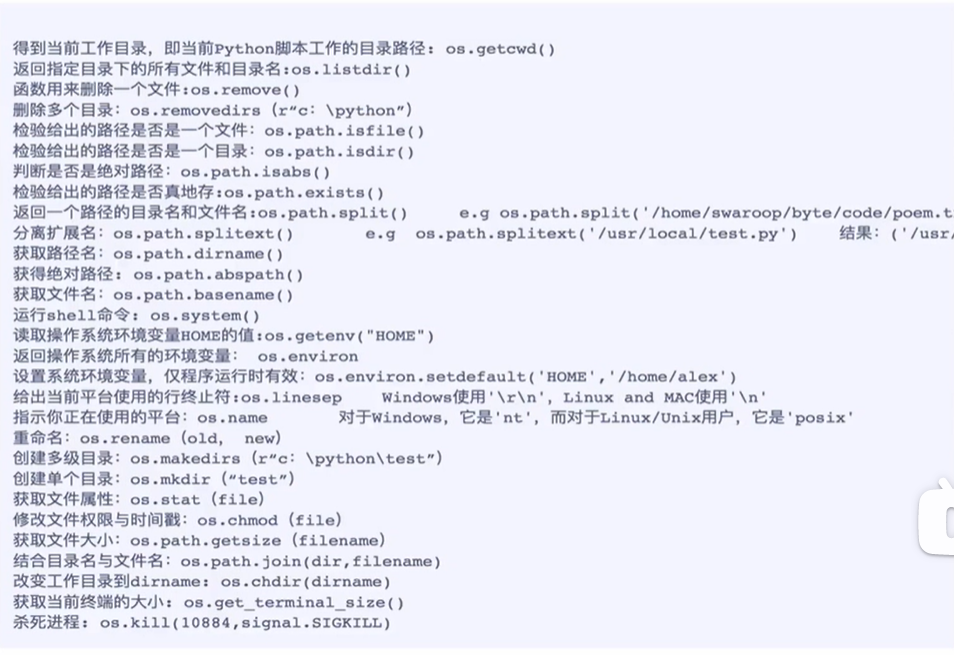 得到当前工作目录，即当前Python脚本工作的目录路径: os.getcwd()
返回指定目录下的所有文件和目录名:os.listdir()
函数用来删除一个文件:os.remove()
删除多个目录：os.removedirs（r“c：\python”）
检验给出的路径是否是一个文件：os.path.isfile()
检验给出的路径是否是一个目录：os.path.isdir()
判断是否是绝对路径：os.path.isabs()
检验给出的路径是否真地存:os.path.exists()
返回一个路径的目录名和文件名:os.path.split()     e.g os.path.split('/home/swaroop/byte/code/poem.t
分离扩展名：os.path.splitext()       e.g  os.path.splitext('/usr/local/test.py')    结果：('/usr/
获取路径名：os.path.dirname()
获得绝对路径: os.path.abspath()
获取文件名：os.path.basename()
运行shell命令: os.system()
读取操作系统环境变量HOME的值:os.getenv("HOME")
返回操作系统所有的环境变量： os.environ
设置系统环境变量，仅程序运行时有效：os.environ.setdefault('HOME','/home/alex')
给出当前平台使用的行终止符:os.linesep    Windows使用'\r\n'，Linux and MAC使用'\n'
指示你正在使用的平台：os.name       对于Windows，它是'nt'，而对于Linux/Unix用户，它是'posix'
重命名：os.rename（old， new）
创建多级目录：os.makedirs（r“c：\python\test”）
创建单个目录：os.mkdir（“test”）
获取文件属性：os.stat（file）
修改文件权限与时间戳：os.chmod（file）
获取文件大小：os.path.getsize（filename）
结合目录名与文件名：os.path.join(dir,filename)
改变工作目录到dirname: os.chdir(dirname)
获取当前终端的大小: os.get_terminal_size()
杀死进程: os.kill(10884,signal.SIGKILL)